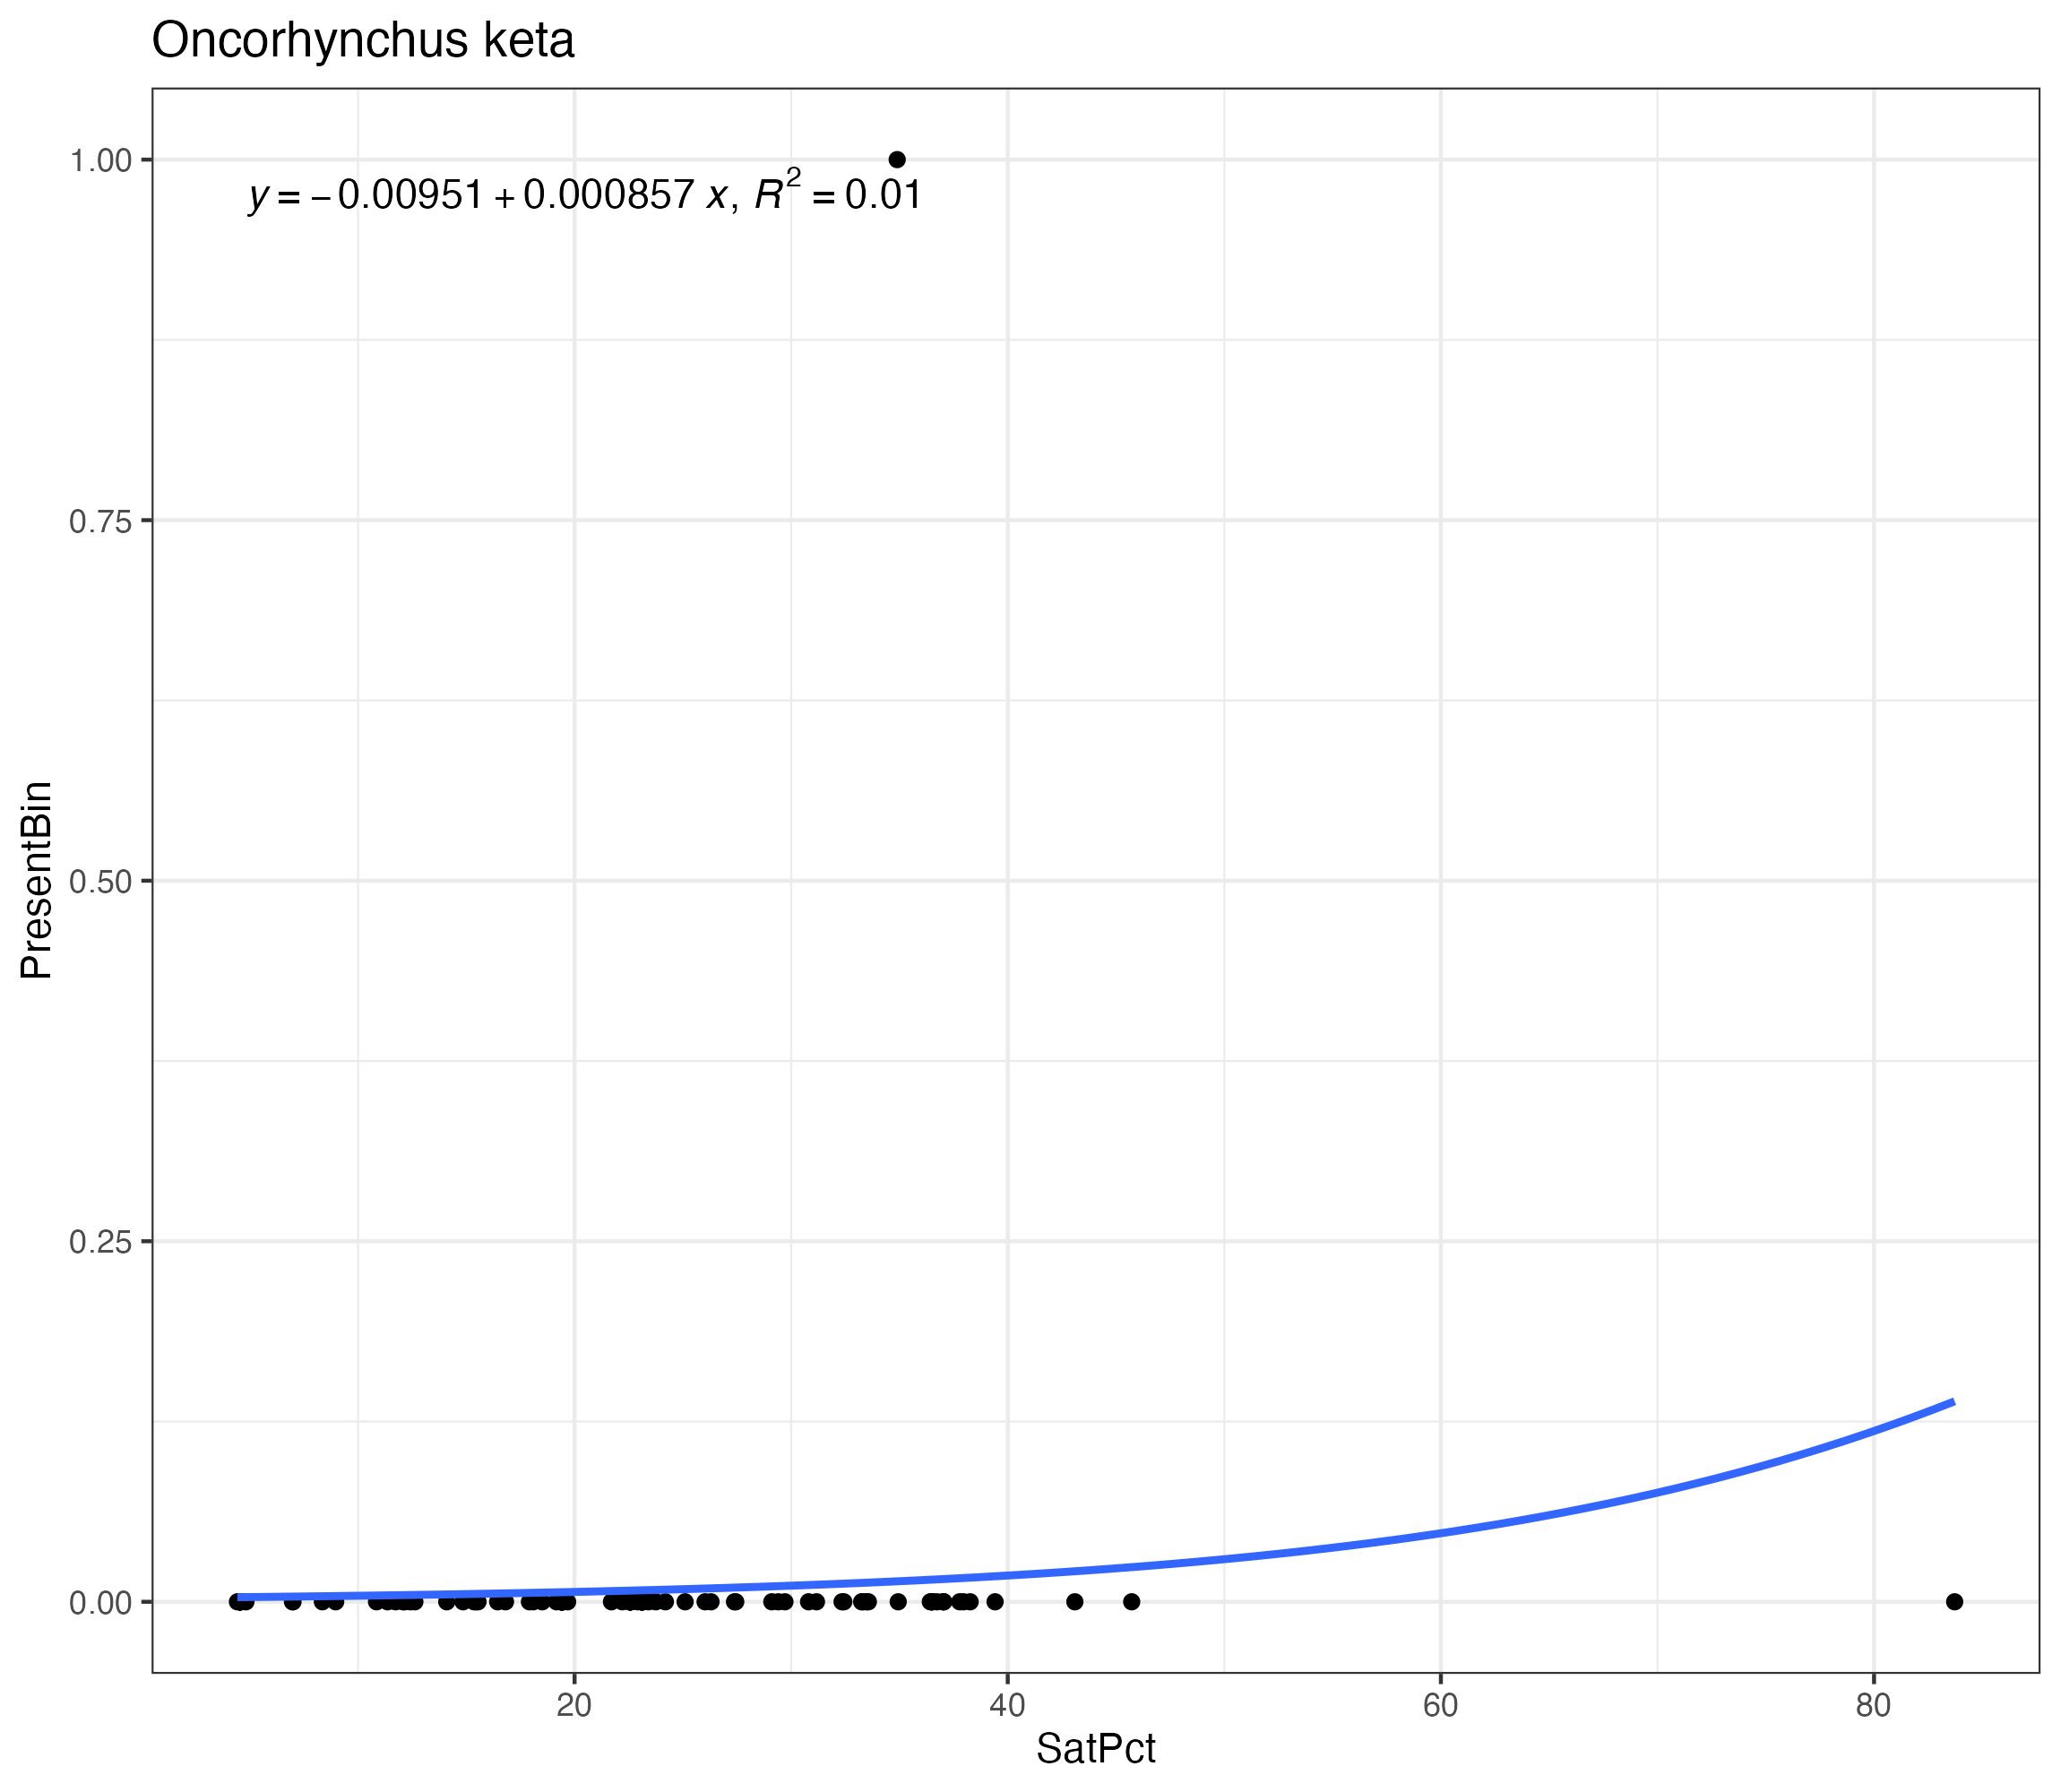 Oncorhynchus keta
1.00
y = −0.00951 + 0.000857 x, R² = 0.01
0.75
0.50
0.25
0.00
PresentBin
20 40 60 80
SatPct